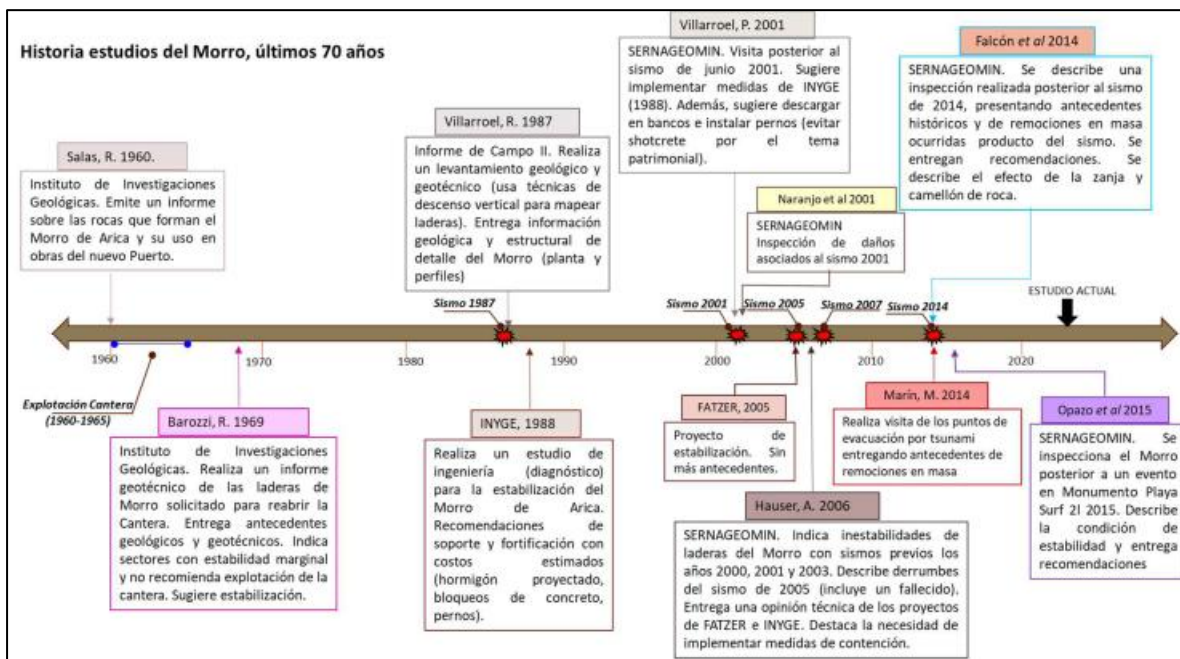 Historia estudios del Morro, últimos 70 años
Salas, R. 1960.
Instituto de Investigaciones
Geológicas. Emite un informe
sobre las rocas que forman el
Morro de Arica y su uso en
obras del nuevo Puerto.
Villarroel, R. 1987
Informe de Campo II. Realiza
un levantamiento geológico y
geotécnico (usa técnicas de
descenso vertical para mapear
laderas). Entrega información
geológica y estructural de
detalle del Morro (planta y
perfiles)
Villarroel, P. 2001
SERNAGEOMIN. Visita posterior al
sismo de junio 2001. Sugiere
implementar medidas de INYGE
(1988). Además, sugiere descargar
en bancos e instalar pernos (evitar
shotcrete por el tema
patrimonial).
Naranjo et al 2001
SERNAGEOMIN
Inspección de daños
asociados al sismo 2001
Falcón et al 2014
SERNAGEOMIN. Se describe una
inspección realizada posterior al sismo
de 2014, presentando antecedentes
históricos y de remociones en masa
ocurridas producto del sismo. Se
entregan recomendaciones. Se
describe el efecto de la zanja y
camellón de roca.
ESTUDIO ACTUAL
Sismo 1987
Sismo 2001
Sismo 2005
Sismo 2007
Sismo 2014
1960
1970
1980
1990
2000
2010
2020
Explotación Cantera
(1960-1965)
Barozzi, R. 1969
Instituto de Investigaciones
Geológicas. Realiza un informe
geotécnico de las laderas de
Morro solicitado para reabrir la
Cantera. Entrega antecedentes
geológicos y geotécnicos. Indica
sectores con estabilidad marginal
y no recomienda explotación de la
cantera. Sugiere estabilización.
INYGE, 1988
Realiza un estudio de
ingeniería (diagnóstico)
para la estabilización del
Morro de Arica.
Recomendaciones de
soporte y fortificación con
costos estimados
(hormigón proyectado,
bloqueos de concreto,
pernos).
FATZER, 2005
Proyecto de
estabilización. Sin
más antecedentes.
Hauser, A. 2006
SERNAGEOMIN. Indica inestabilidades de
laderas del Morro con sismos previos los
años 2000, 2001 y 2003. Describe derrumbes
del sismo de 2005 (incluye un fallecido).
Entrega una opinión técnica de los proyectos
de FATZER e INYGE. Destaca la necesidad de
implementar medidas de contención.
Marín, M. 2014
Realiza visita de los puntos de
evacuación por tsunami
entregando antecedentes de
remociones en masa
Opazo et al 2015
SERNAGEOMIN. Se
inspecciona el Morro
posterior a un evento
en Monumento Playa
Surf 2l 2015. Describe
la condición de
estabilidad y entrega
recomendaciones